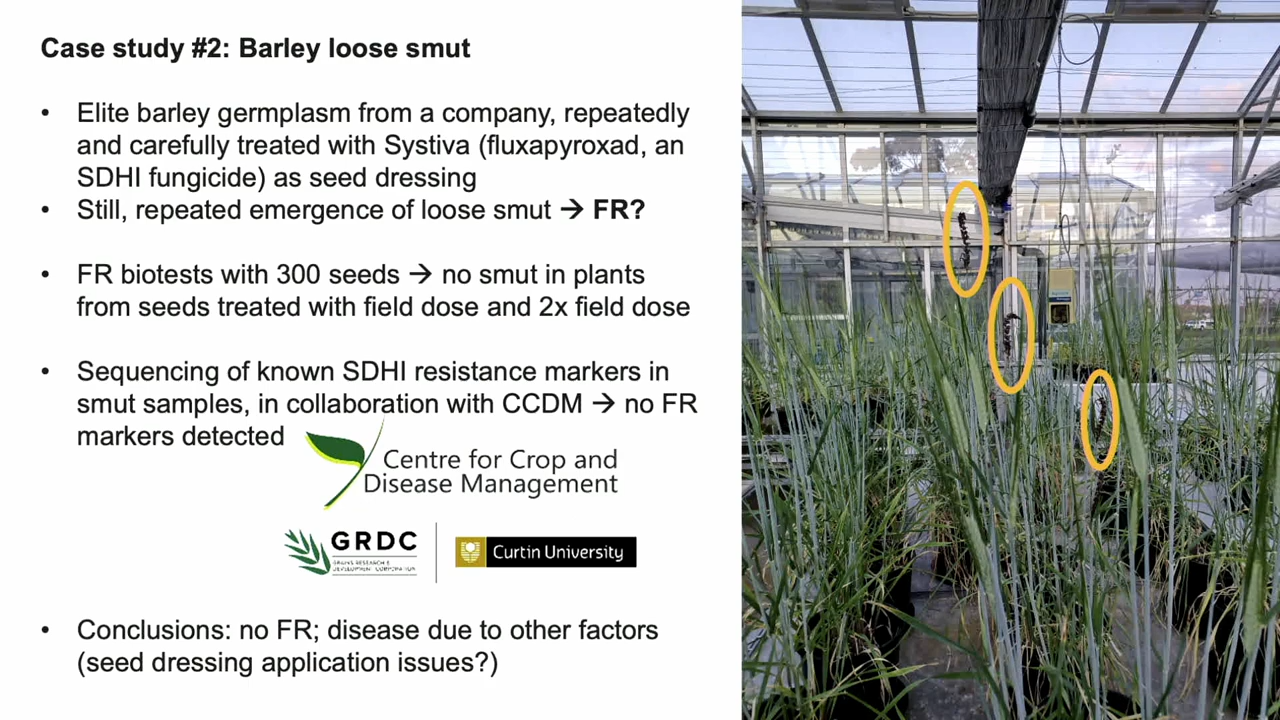 Case study #2: Barley loose smut
• Elite barley germplasm from a company, repeatedly
and carefully treated with Systiva (fluxapyroxad, an
SDHI fungicide) as seed dressing
• Still, repeated emergence of loose smut → FR?
• FR biotests with 300 seeds → no smut in plants
from seeds treated with field dose and 2x field dose
• Sequencing of known SDHI resistance markers in
smut samples, in collaboration with CCDM → no FR
markers detected
Centre for Crop and
Disease Management
GRDC
GRAINS RESEARCH &
DEVELOPMENT CORPORATION
Curtin University
• Conclusions: no FR; disease due to other factors
(seed dressing application issues?)